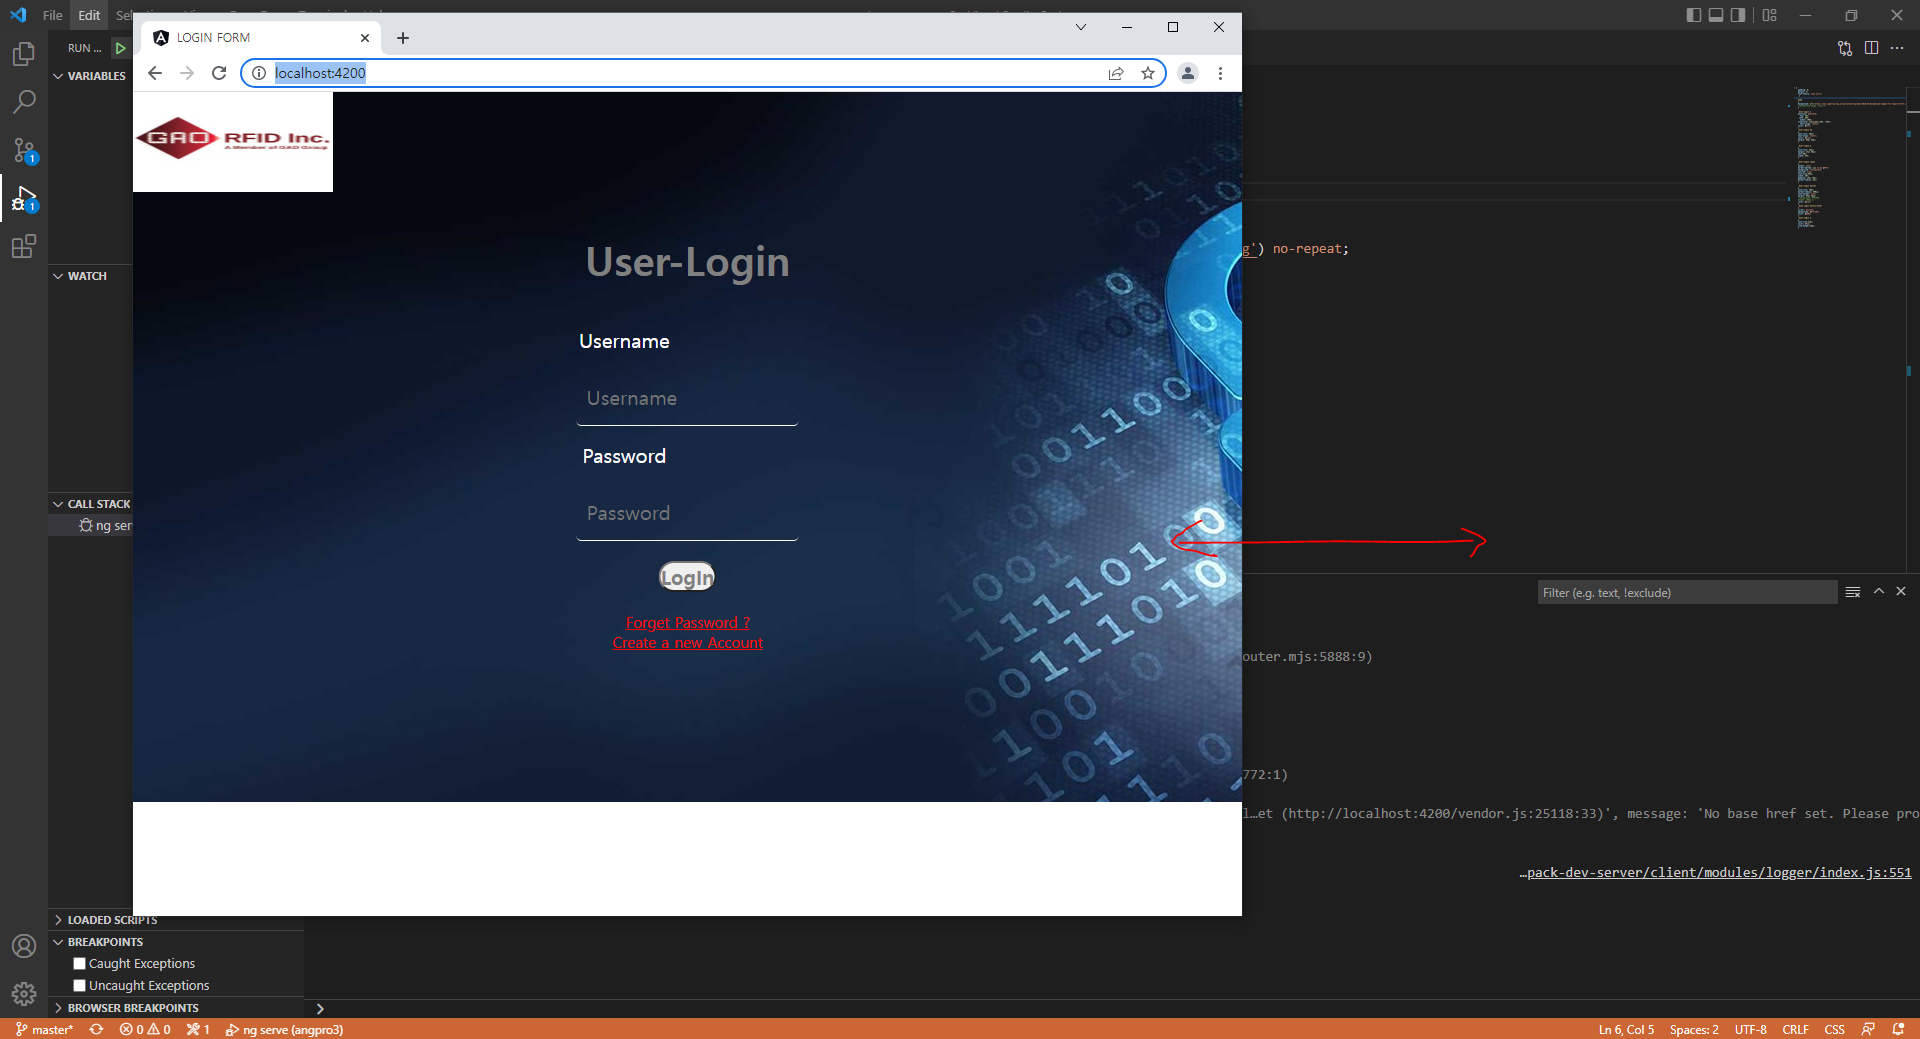 File Edit
LOGIN FORM
RUN ...
localhost:4200
VARIABLES
GAO RFID Inc.
A Member of GAO Group
User-Login
g') no-repeat;
WATCH
Username
Username
Password
CALL STACK
Password
ng ser
LogIn
Filter (e.g. text, !exclude)
Forget Password ?
Create a new Account
outer.mjs:5888:9)
772:1)
l…et (http://localhost:4200/vendor.js:25118:33)', message: 'No base href set. Please pro
…pack-dev-server/client/modules/logger/index.js:551
LOADED SCRIPTS
BREAKPOINTS
Caught Exceptions
Uncaught Exceptions
BROWSER BREAKPOINTS
master* 0 0 1 ng serve (angpro3) Ln 6, Col 5 Spaces: 2 UTF-8 CRLF CSS